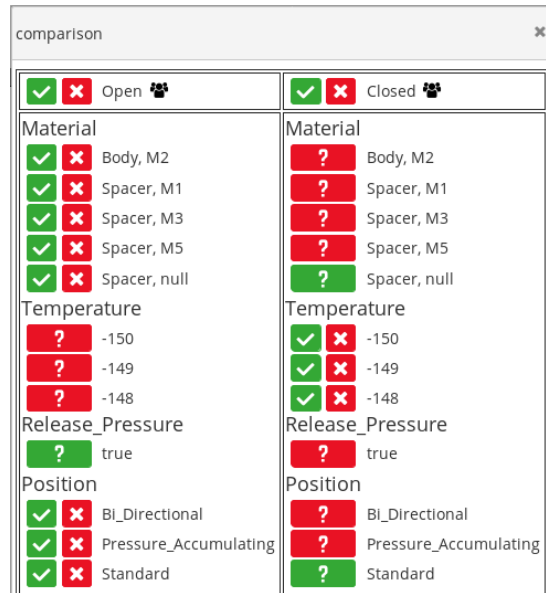 comparison
Open
Material
Body, M2
Spacer, M1
Spacer, M3
Spacer, M5
Spacer, null
Temperature
? -150
? -149
? -148
Release_Pressure
? true
Position
Bi_Directional
Pressure_Accumulating
Standard
Closed
Material
? Body, M2
? Spacer, M1
? Spacer, M3
? Spacer, M5
? Spacer, null
Temperature
-150
-149
-148
Release_Pressure
? true
Position
? Bi_Directional
? Pressure_Accumulating
? Standard